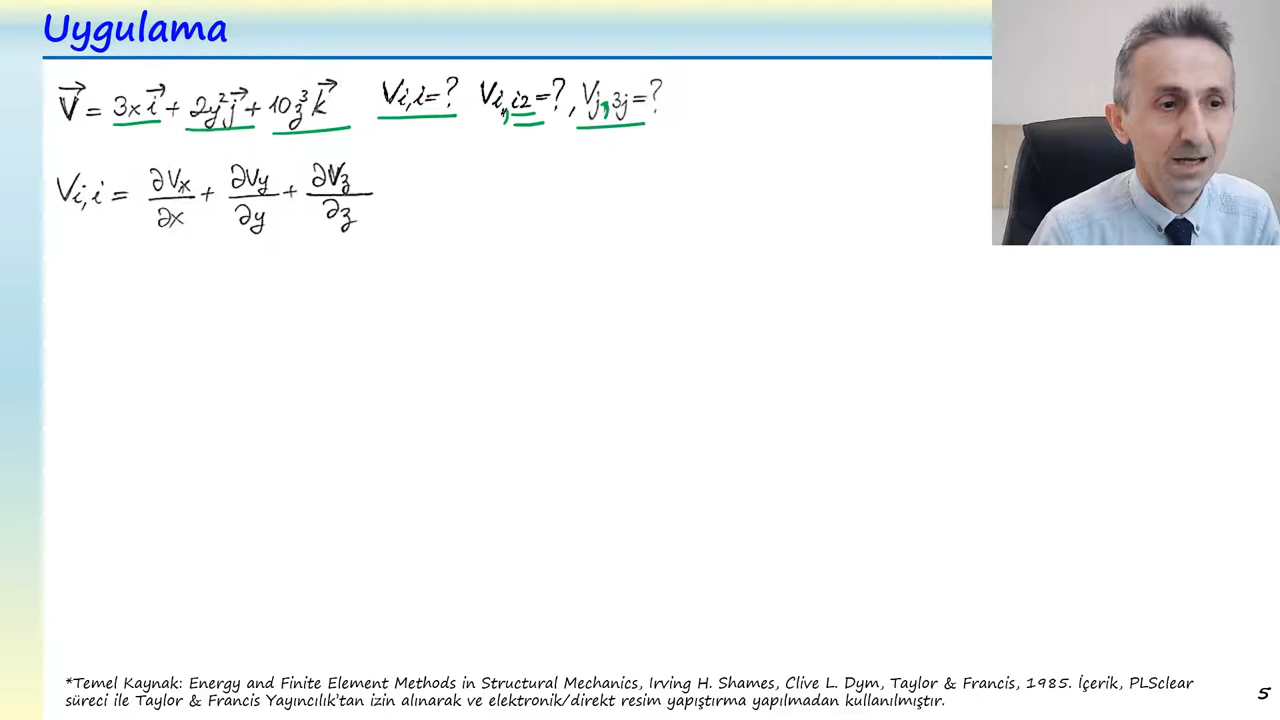 Uygulama
V⃗ = 3x i⃗ + 2y² j⃗ + 10z³ k⃗ Vi,i=? Vi,i2=?, Vj,3j=?
Vi,i = ∂Vx/∂x + ∂Vy/∂y + ∂Vz/∂z
*Temel Kaynak: Energy and Finite Element Methods in Structural Mechanics, Irving H. Shames, Clive L. Dym, Taylor & Francis, 1985. İçerik, PLSclear
süreci ile Taylor & Francis Yayıncılık'tan izin alınarak ve elektronik/direkt resim yapıştırma yapılmadan kullanılmıştır.
5